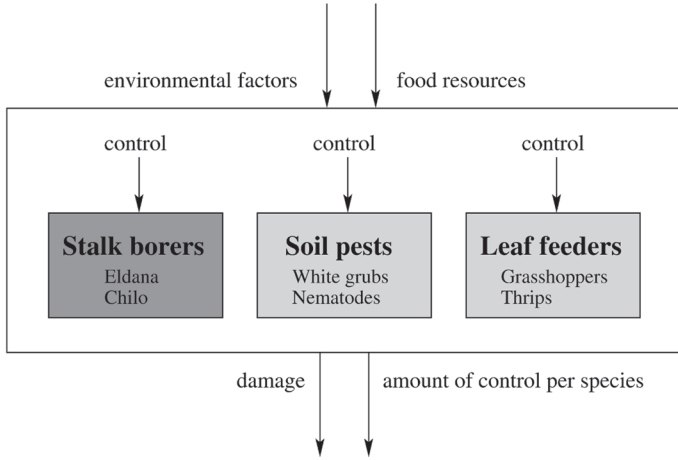 environmental factors
food resources
control
control
control
Stalk borers
Eldana
Chilo
Soil pests
White grubs
Nematodes
Leaf feeders
Grasshoppers
Thrips
damage
amount of control per species